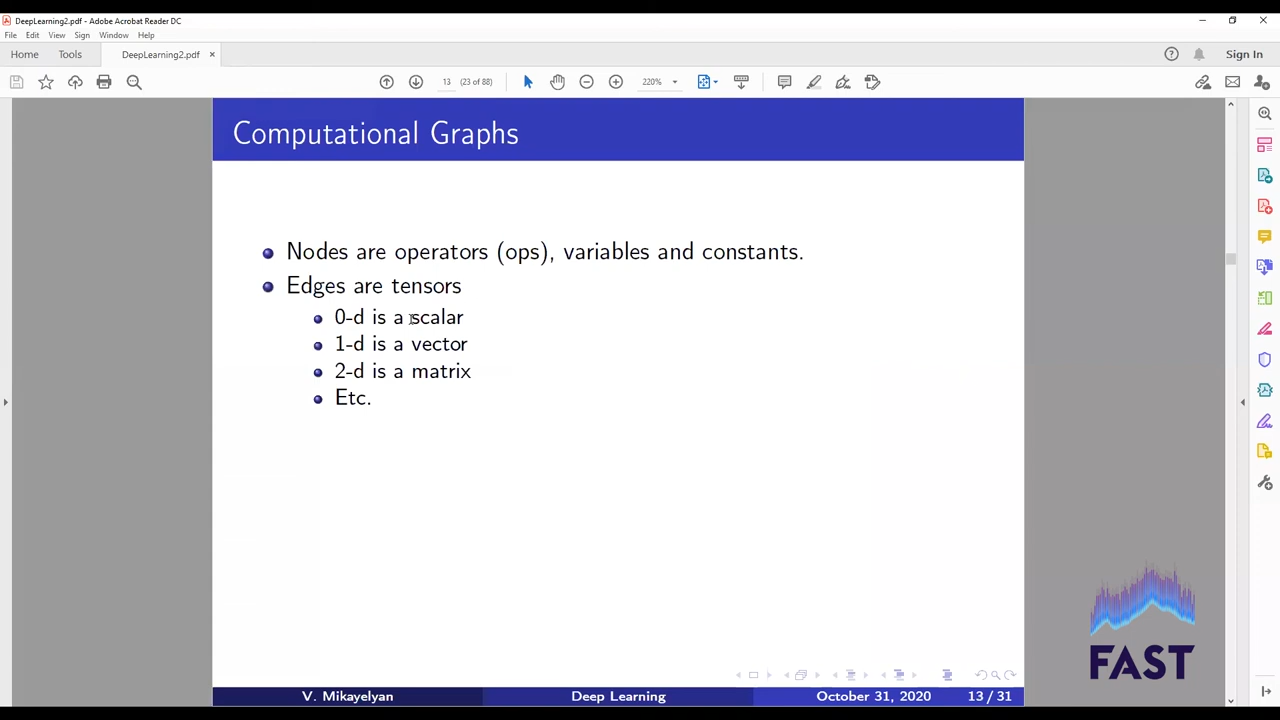 DeepLearning2.pdf - Adobe Acrobat Reader DC
File Edit View Sign Window Help
Home Tools DeepLearning2.pdf × Sign In
13 (23 of 88) 220%
Computational Graphs
Nodes are operators (ops), variables and constants.
Edges are tensors
0-d is a scalar
1-d is a vector
2-d is a matrix
Etc.
FAST
V. Mikayelyan Deep Learning October 31, 2020 13 / 31